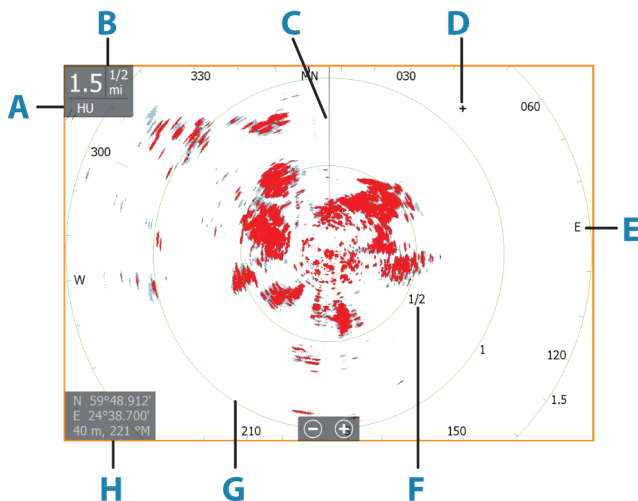 B
C
D
A
1.5 1/2 mi
HU
330
MN
030
060
300
E
E
W
1/2
1
120
1.5
N 59°48.912'
E 24°38.700'
40 m, 221 °M
210
150
H
G
F